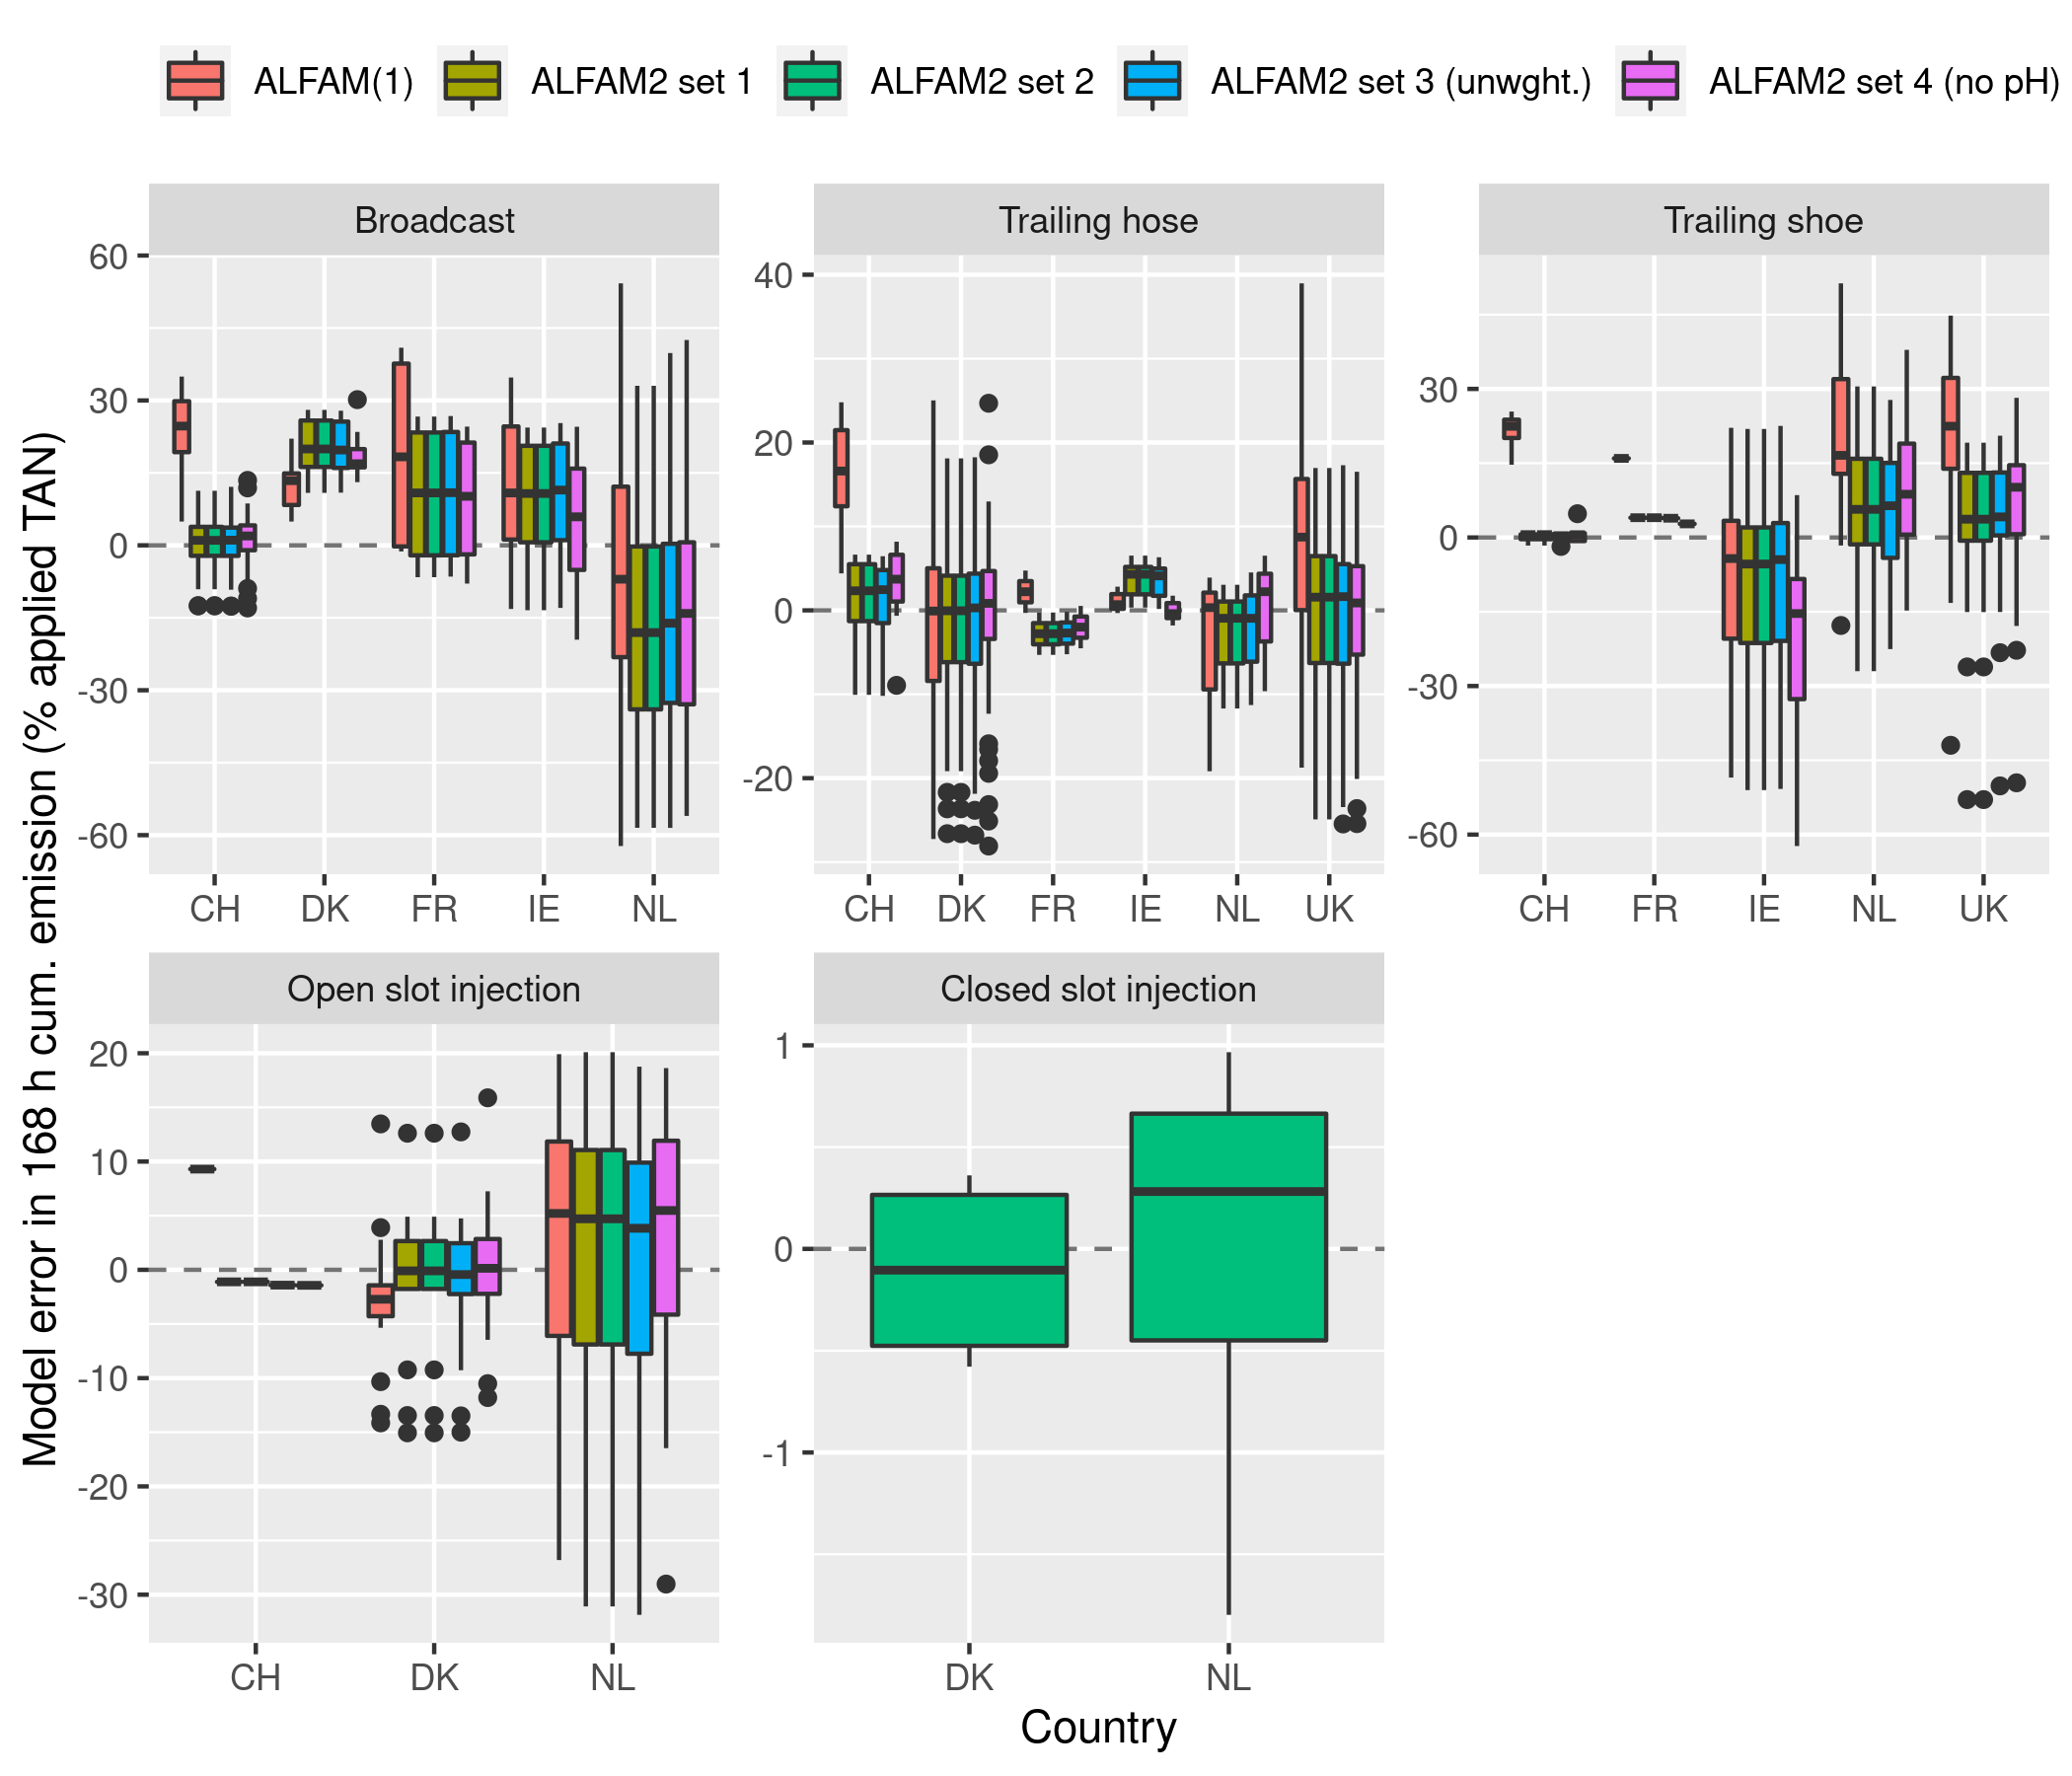 ALFAM(1) ALFAM2 set 1 ALFAM2 set 2 ALFAM2 set 3 (unwght.) ALFAM2 set 4 (no pH)
Model error in 168 h cum. emission (% applied TAN)
Broadcast
60
30
0
-30
-60
CH DK FR IE NL
Trailing hose
40
20
0
-20
CH DK FR IE NL UK
Trailing shoe
30
0
-30
-60
CH FR IE NL UK
Open slot injection
20
10
0
-10
-20
-30
CH DK NL
Closed slot injection
1
0
-1
DK NL
Country